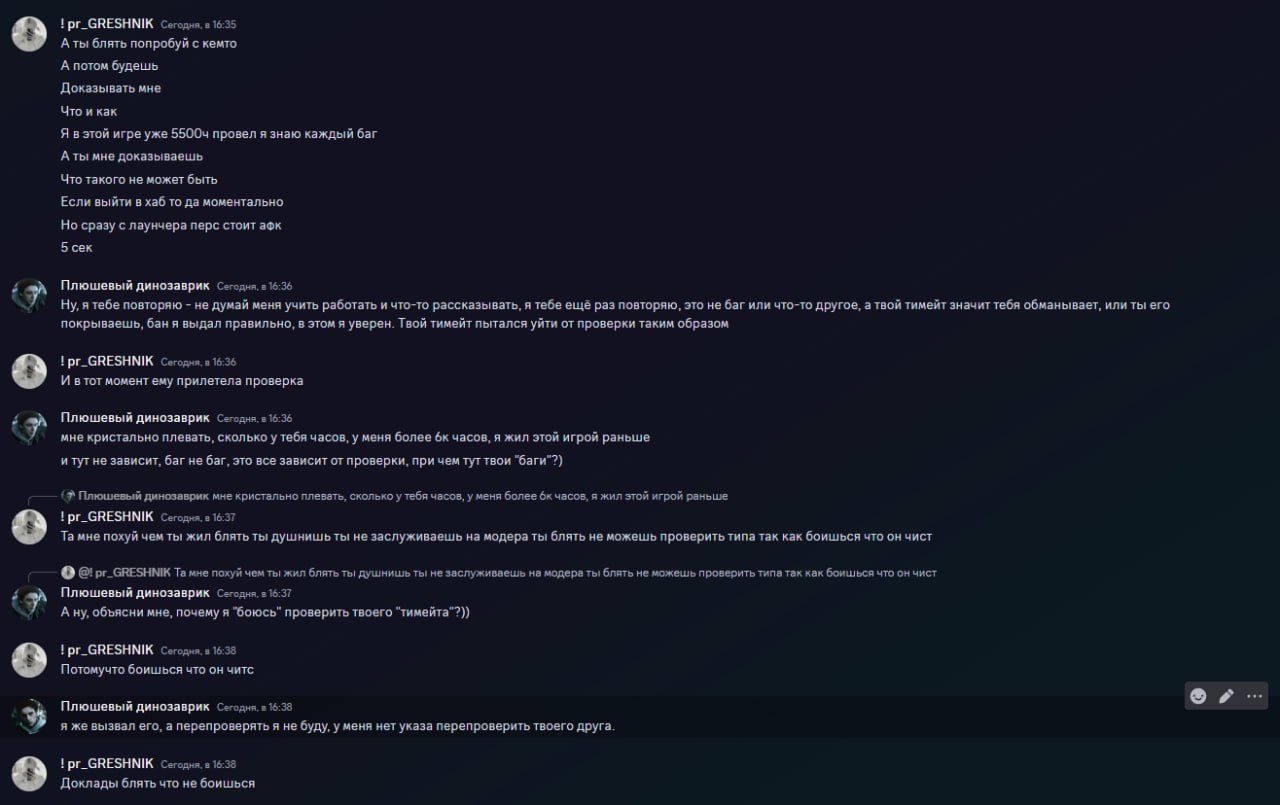 ! pr_GRESHNIK Сегодня, в 16:35
А ты блять попробуй с кемто
А потом будешь
Доказывать мне
Что и как
Я в этой игре уже 5500ч провел я знаю каждый баг
А ты мне доказываешь
Что такого не может быть
Если выйти в хаб то да моментально
Но сразу с лаунчера перс стоит афк
5 сек
Плюшевый динозаврик Сегодня, в 16:36
Ну, я тебе повторяю - не думай меня учить работать и что-то рассказывать, я тебе ещё раз повторяю, это не баг или что-то другое, а твой тимейт значит тебя обманывает, или ты его
покрываешь, бан я выдал правильно, в этом я уверен. Твой тимейт пытался уйти от проверки таким образом
! pr_GRESHNIK Сегодня, в 16:36
И в тот момент ему прилетела проверка
Плюшевый динозаврик Сегодня, в 16:36
мне кристально плевать, сколько у тебя часов, у меня более 6к часов, я жил этой игрой раньше
и тут не зависит, баг не баг, это все зависит от проверки, при чем тут твои "баги"?)
Плюшевый динозаврик мне кристально плевать, сколько у тебя часов, у меня более 6к часов, я жил этой игрой раньше
! pr_GRESHNIK Сегодня, в 16:37
Та мне похуй чем ты жил блять ты душнишь ты не заслуживаешь на модера ты блять не можешь проверить типа так как боишься что он чист
@! pr_GRESHNIK Та мне похуй чем ты жил блять ты душнишь ты не заслуживаешь на модера ты блять не можешь проверить типа так как боишься что он чист
Плюшевый динозаврик Сегодня, в 16:37
А ну, объясни мне, почему я "боюсь" проверить твоего "тимейта"?))
! pr_GRESHNIK Сегодня, в 16:38
Потомучто боишься что он читс
Плюшевый динозаврик Сегодня, в 16:38
я же вызвал его, а перепроверять я не буду, у меня нет указа перепроверить твоего друга.
! pr_GRESHNIK Сегодня, в 16:38
Доклады блять что не боишься